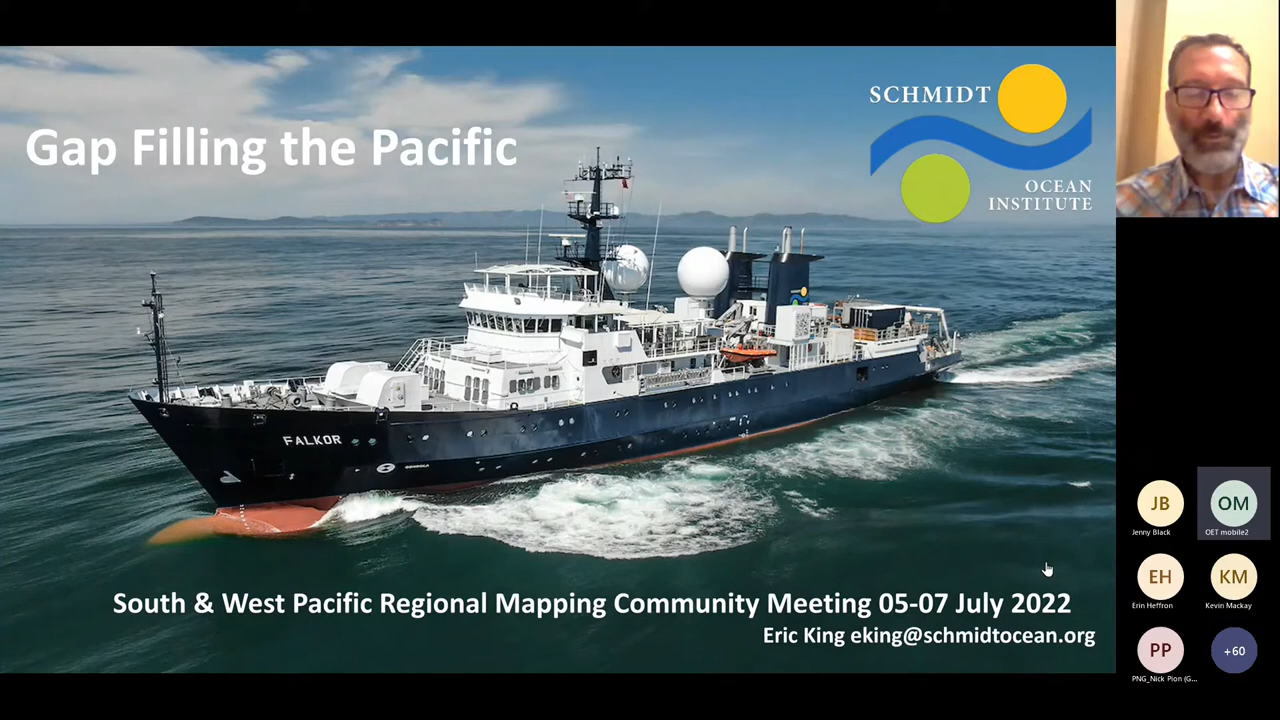 Gap Filling the Pacific
SCHMIDT
OCEAN
INSTITUTE
FALKOR
South & West Pacific Regional Mapping Community Meeting 05-07 July 2022
Eric King eking@schmidtocean.org
JB
Jenny Black
OM
OET mobile2
EH
Erin Heffron
KM
Kevin Mackay
PP
PNG_Nick Pion (G...
+60